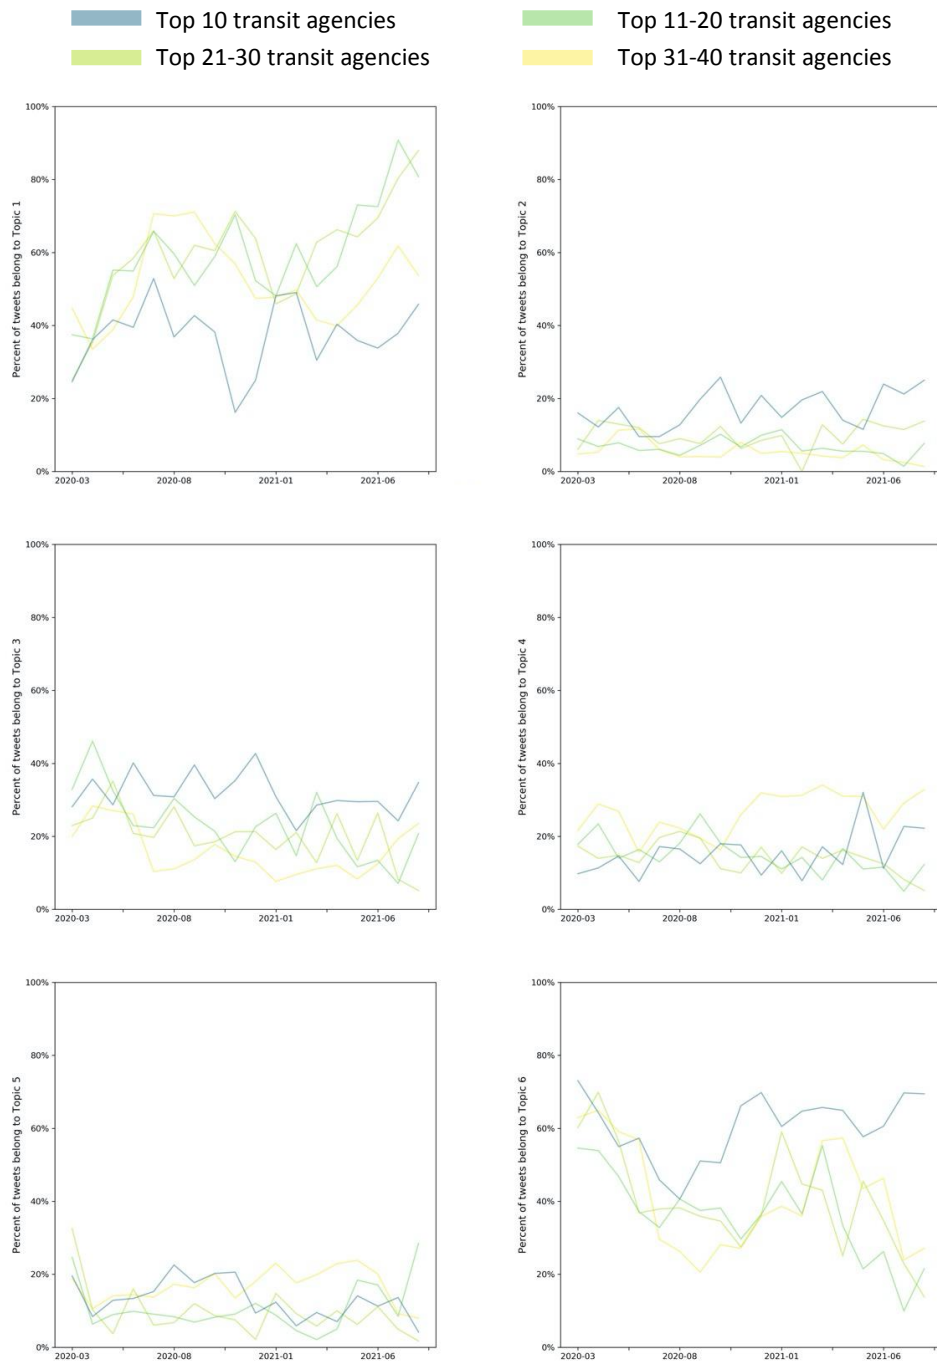 Top 10 transit agencies
Top 11-20 transit agencies
Top 21-30 transit agencies
Top 31-40 transit agencies
100%
80%
60%
40%
20%
0%
Percent of tweets belong to Topic 1
2020-03 2020-08 2021-01 2021-06
100%
80%
60%
40%
20%
0%
Percent of tweets belong to Topic 2
2020-03 2020-08 2021-01 2021-06
100%
80%
60%
40%
20%
0%
Percent of tweets belong to Topic 3
2020-03 2020-08 2021-01 2021-06
100%
80%
60%
40%
20%
0%
Percent of tweets belong to Topic 4
2020-03 2020-08 2021-01 2021-06
100%
80%
60%
40%
20%
0%
Percent of tweets belong to Topic 5
2020-03 2020-08 2021-01 2021-06
100%
80%
60%
40%
20%
0%
Percent of tweets belong to Topic 6
2020-03 2020-08 2021-01 2021-06